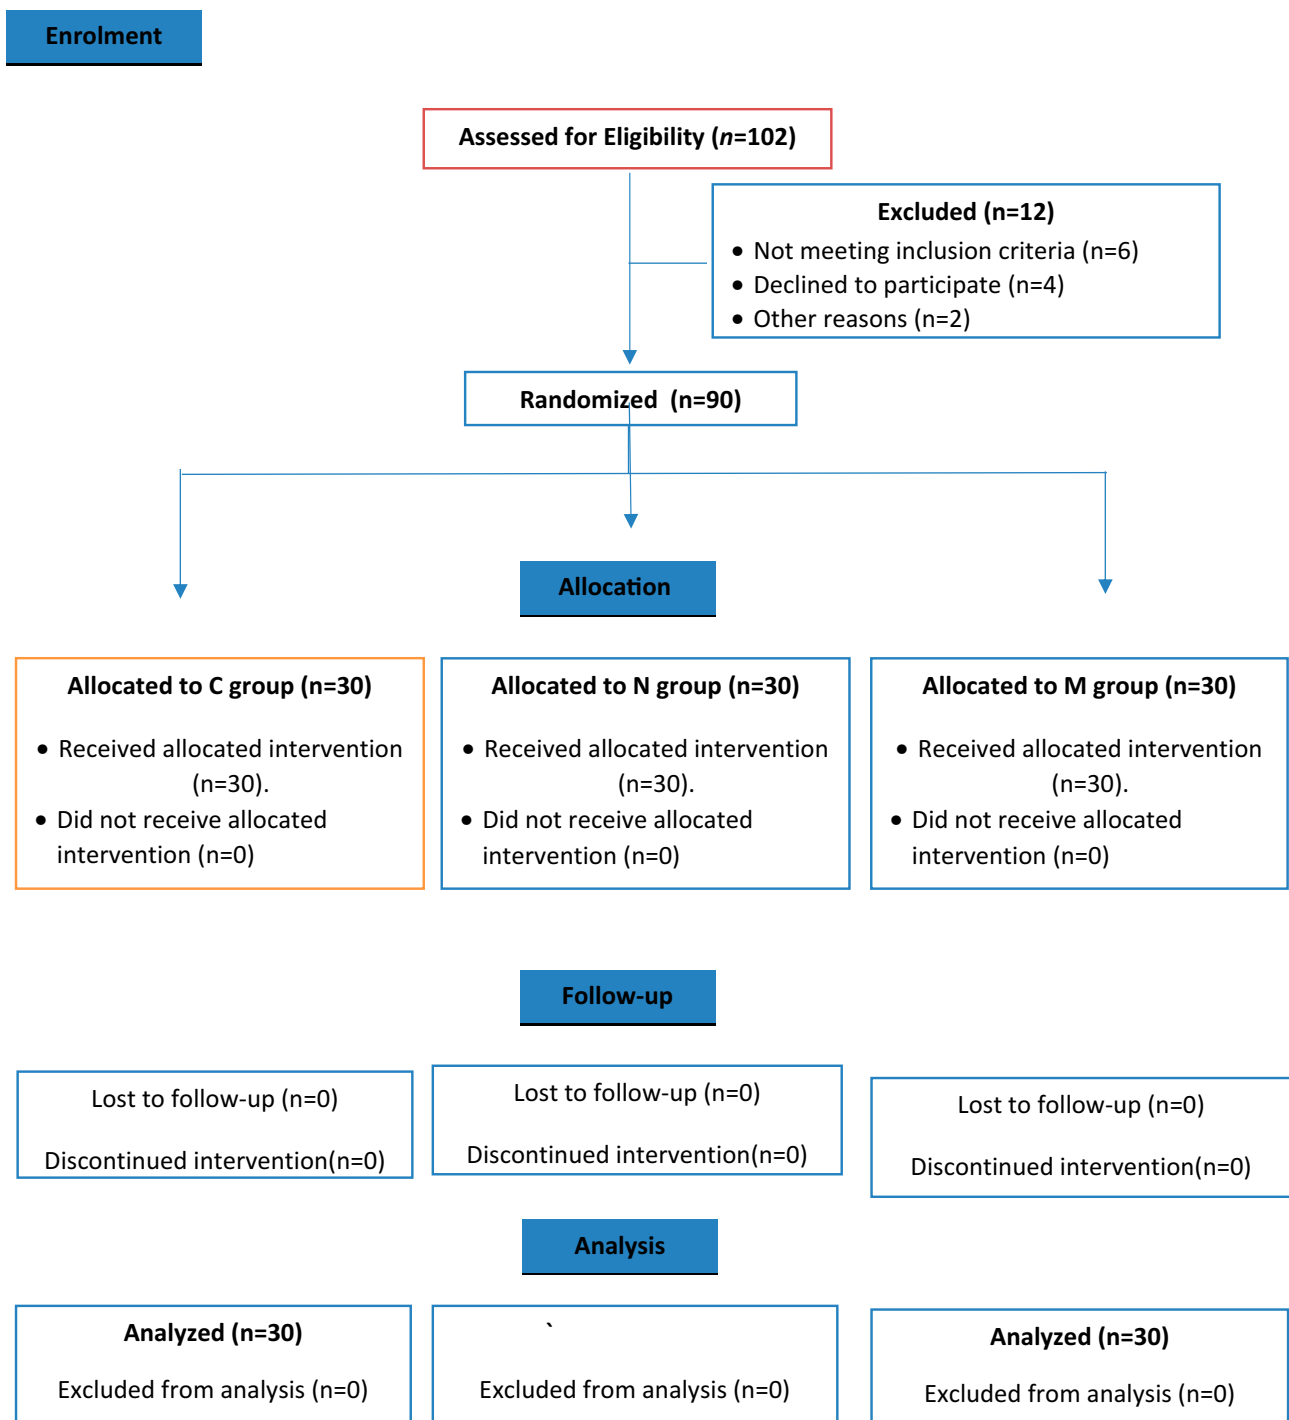 Enrolment
Assessed for Eligibility (n=102)
Excluded (n=12)
• Not meeting inclusion criteria (n=6)
• Declined to participate (n=4)
• Other reasons (n=2)
Randomized (n=90)
Allocation
Allocated to C group (n=30)
• Received allocated intervention
(n=30).
• Did not receive allocated
intervention (n=0)
Allocated to N group (n=30)
• Received allocated intervention
(n=30).
• Did not receive allocated
intervention (n=0)
Allocated to M group (n=30)
• Received allocated intervention
(n=30).
• Did not receive allocated
intervention (n=0)
Follow-up
Lost to follow-up (n=0)
Discontinued intervention(n=0)
Lost to follow-up (n=0)
Discontinued intervention(n=0)
Lost to follow-up (n=0)
Discontinued intervention(n=0)
Analysis
Analyzed (n=30)
Excluded from analysis (n=0)
`
Excluded from analysis (n=0)
Analyzed (n=30)
Excluded from analysis (n=0)